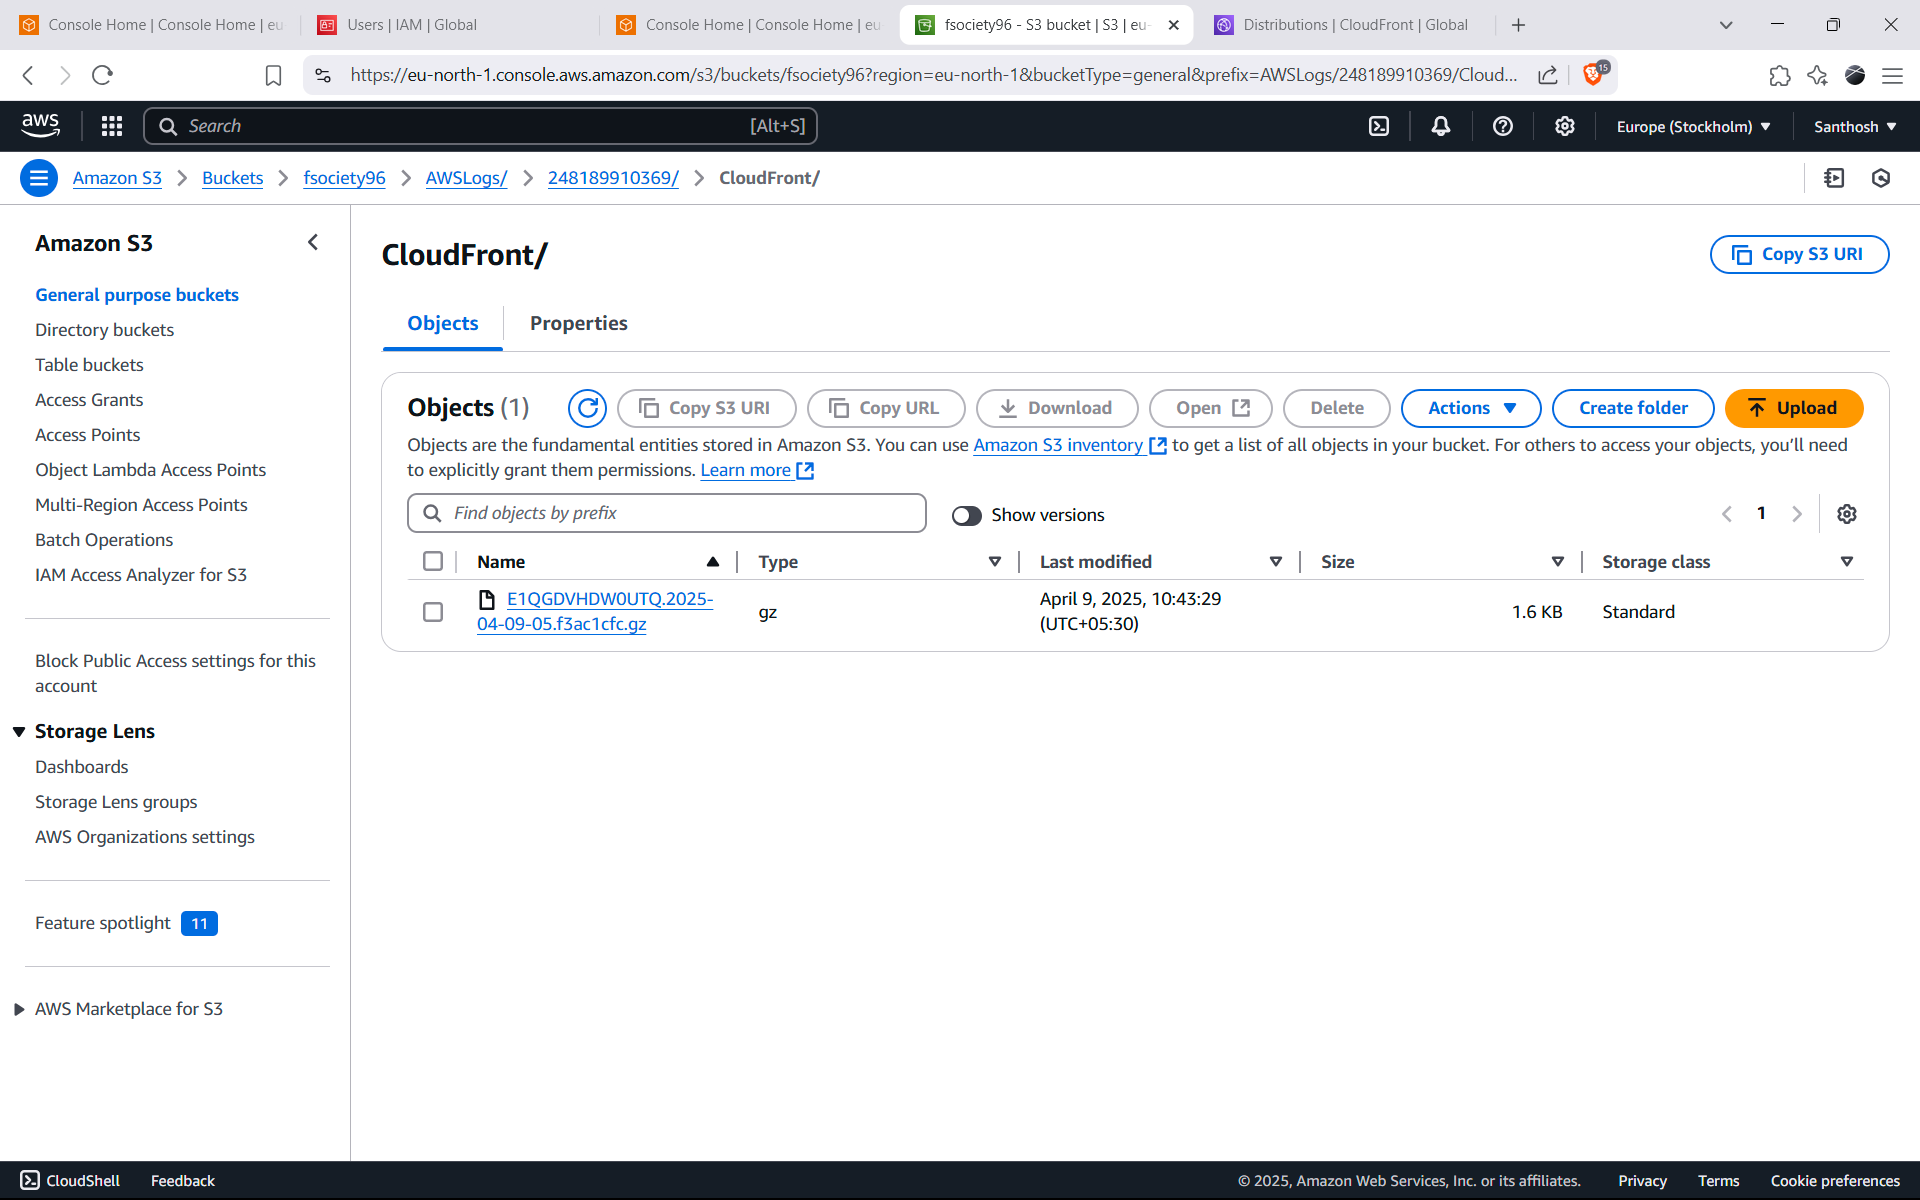 Console Home | Console Home | eu
Users | IAM | Global
Console Home | Console Home | eu
fsociety96 - S3 bucket | S3 | eu-
Distributions | CloudFront | Global
https://eu-north-1.console.aws.amazon.com/s3/buckets/fsociety96?region=eu-north-1&bucketType=general&prefix=AWSLogs/248189910369/Cloud...
15
aws
Search
[Alt+S]
Europe (Stockholm)
Santhosh
Amazon S3
Buckets
fsociety96
AWSLogs/
248189910369/
CloudFront/
Amazon S3
General purpose buckets
Directory buckets
Table buckets
Access Grants
Access Points
Object Lambda Access Points
Multi-Region Access Points
Batch Operations
IAM Access Analyzer for S3
Block Public Access settings for this
account
Storage Lens
Dashboards
Storage Lens groups
AWS Organizations settings
Feature spotlight 11
AWS Marketplace for S3
CloudFront/
Copy S3 URI
Objects
Properties
Objects (1)
Copy S3 URI
Copy URL
Download
Open
Delete
Actions
Create folder
Upload
Objects are the fundamental entities stored in Amazon S3. You can use Amazon S3 inventory to get a list of all objects in your bucket. For others to access your objects, you’ll need
to explicitly grant them permissions. Learn more
Find objects by prefix
Show versions
1
Name
Type
Last modified
Size
Storage class
E1QGDVHDW0UTQ.2025-
04-09-05.f3ac1cfc.gz
gz
April 9, 2025, 10:43:29
(UTC+05:30)
1.6 KB
Standard
CloudShell
Feedback
© 2025, Amazon Web Services, Inc. or its affiliates.
Privacy
Terms
Cookie preferences